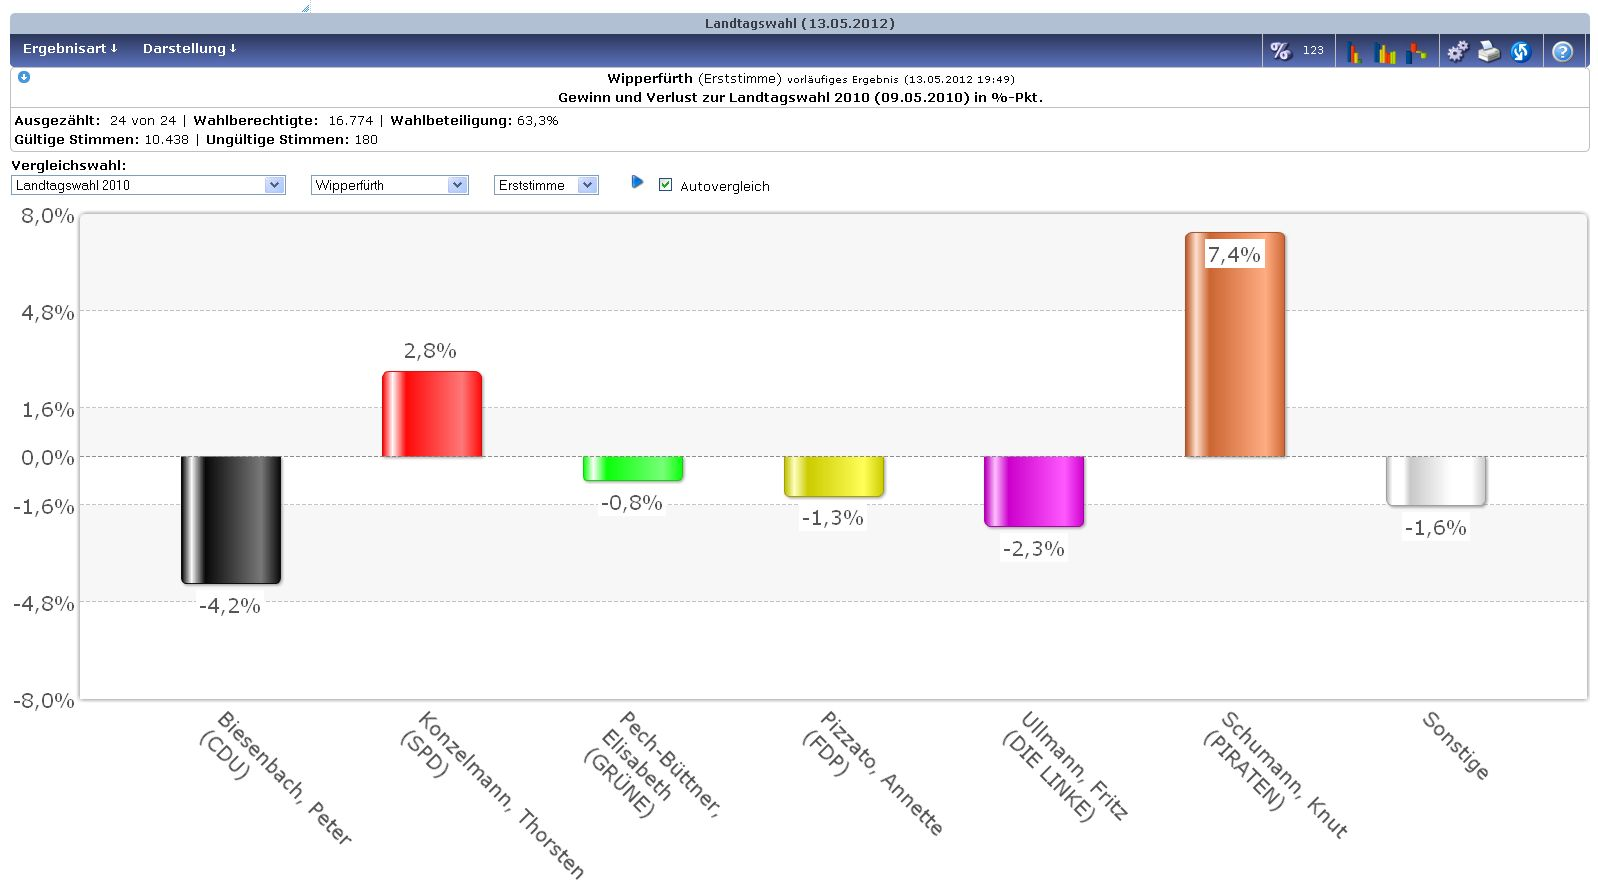 Landtagswahl (13.05.2012)
Ergebnisart ↓ Darstellung ↓ % 123 ?
Wipperfürth (Erststimme) vorläufiges Ergebnis (13.05.2012 19:49)
Gewinn und Verlust zur Landtagswahl 2010 (09.05.2010) in %-Pkt.
Ausgezählt: 24 von 24 | Wahlberechtigte: 16.774 | Wahlbeteiligung: 63,3%
Gültige Stimmen: 10.438 | Ungültige Stimmen: 180
Vergleichswahl:
Landtagswahl 2010 Wipperfürth Erststimme Autovergleich
8,0%
4,8%
1,6%
0,0%
-1,6%
-4,8%
-8,0%
-4,2%
2,8%
-0,8%
-1,3%
-2,3%
7,4%
-1,6%
Biesenbach, Peter
(CDU)
Konzelmann, Thorsten
(SPD)
Pech-Büttner,
Elisabeth
(GRÜNE)
Pizzato, Annette
(FDP)
Ullmann, Fritz
(DIE LINKE)
Schumann, Knut
(PIRATEN)
Sonstige